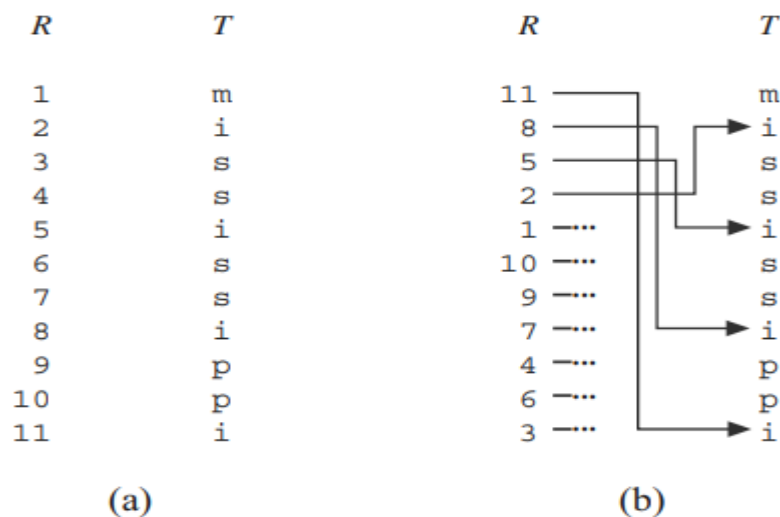 R T R T
1 m 11 m
2 i 8 i
3 s 5 s
4 s 2 s
5 i 1 ... i
6 s 10 ... s
7 s 9 ... s
8 i 7 ... i
9 p 4 ... p
10 p 6 ... p
11 i 3 ... i
(a) (b)